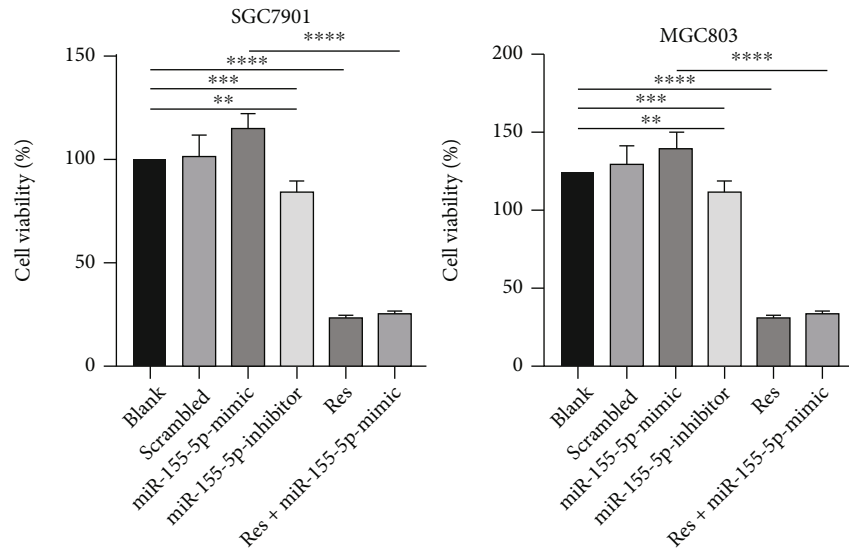 SGC7901
Cell viability (%)
150
100
50
0
****
****
***
**
Blank
Scrambled
miR-155-5p-mimic
miR-155-5p-inhibitor
Res
Res + miR-155-5p-mimic
MGC803
Cell viability (%)
200
150
100
50
0
****
****
***
**
Blank
Scrambled
miR-155-5p-mimic
miR-155-5p-inhibitor
Res
Res + miR-155-5p-mimic